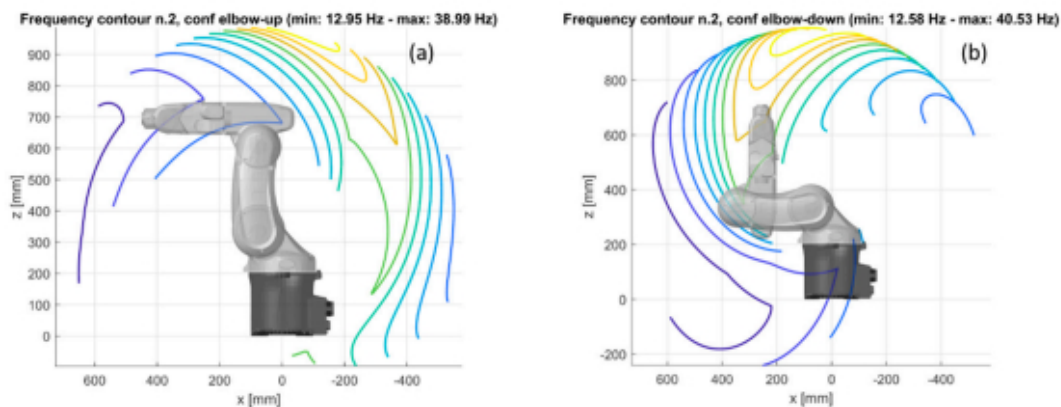 Frequency contour n.2, conf elbow-up (min: 12.95 Hz - max: 38.99 Hz)
(a)
900
800
700
600
500
400
300
200
100
0
z [mm]
600 400 200 0 -200 -400
x [mm]
Frequency contour n.2, conf elbow-down (min: 12.58 Hz - max: 40.53 Hz)
(b)
800
600
400
200
0
-200
z [mm]
600 400 200 0 -200 -400
x [mm]